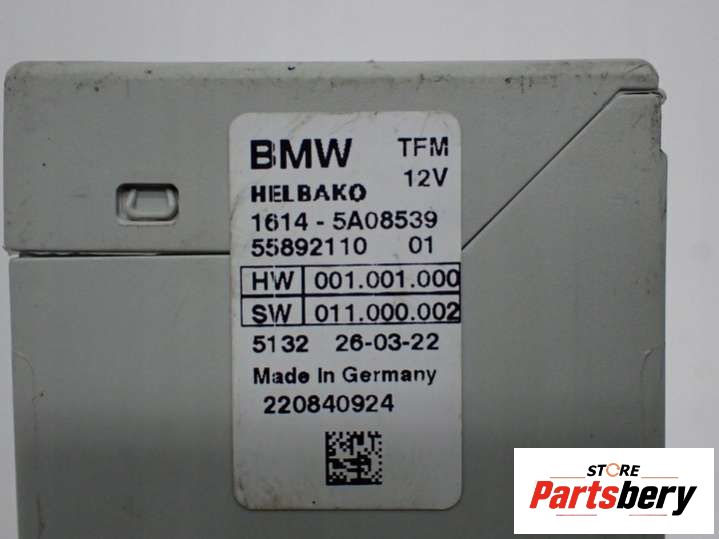 BMW TFM
12V
HELBAKO
1614 - 5A08539
55892110 01
HW 001.001.000
SW 011.000.002
5132 26-03-22
Made In Germany
220840924
STORE
Partsbery